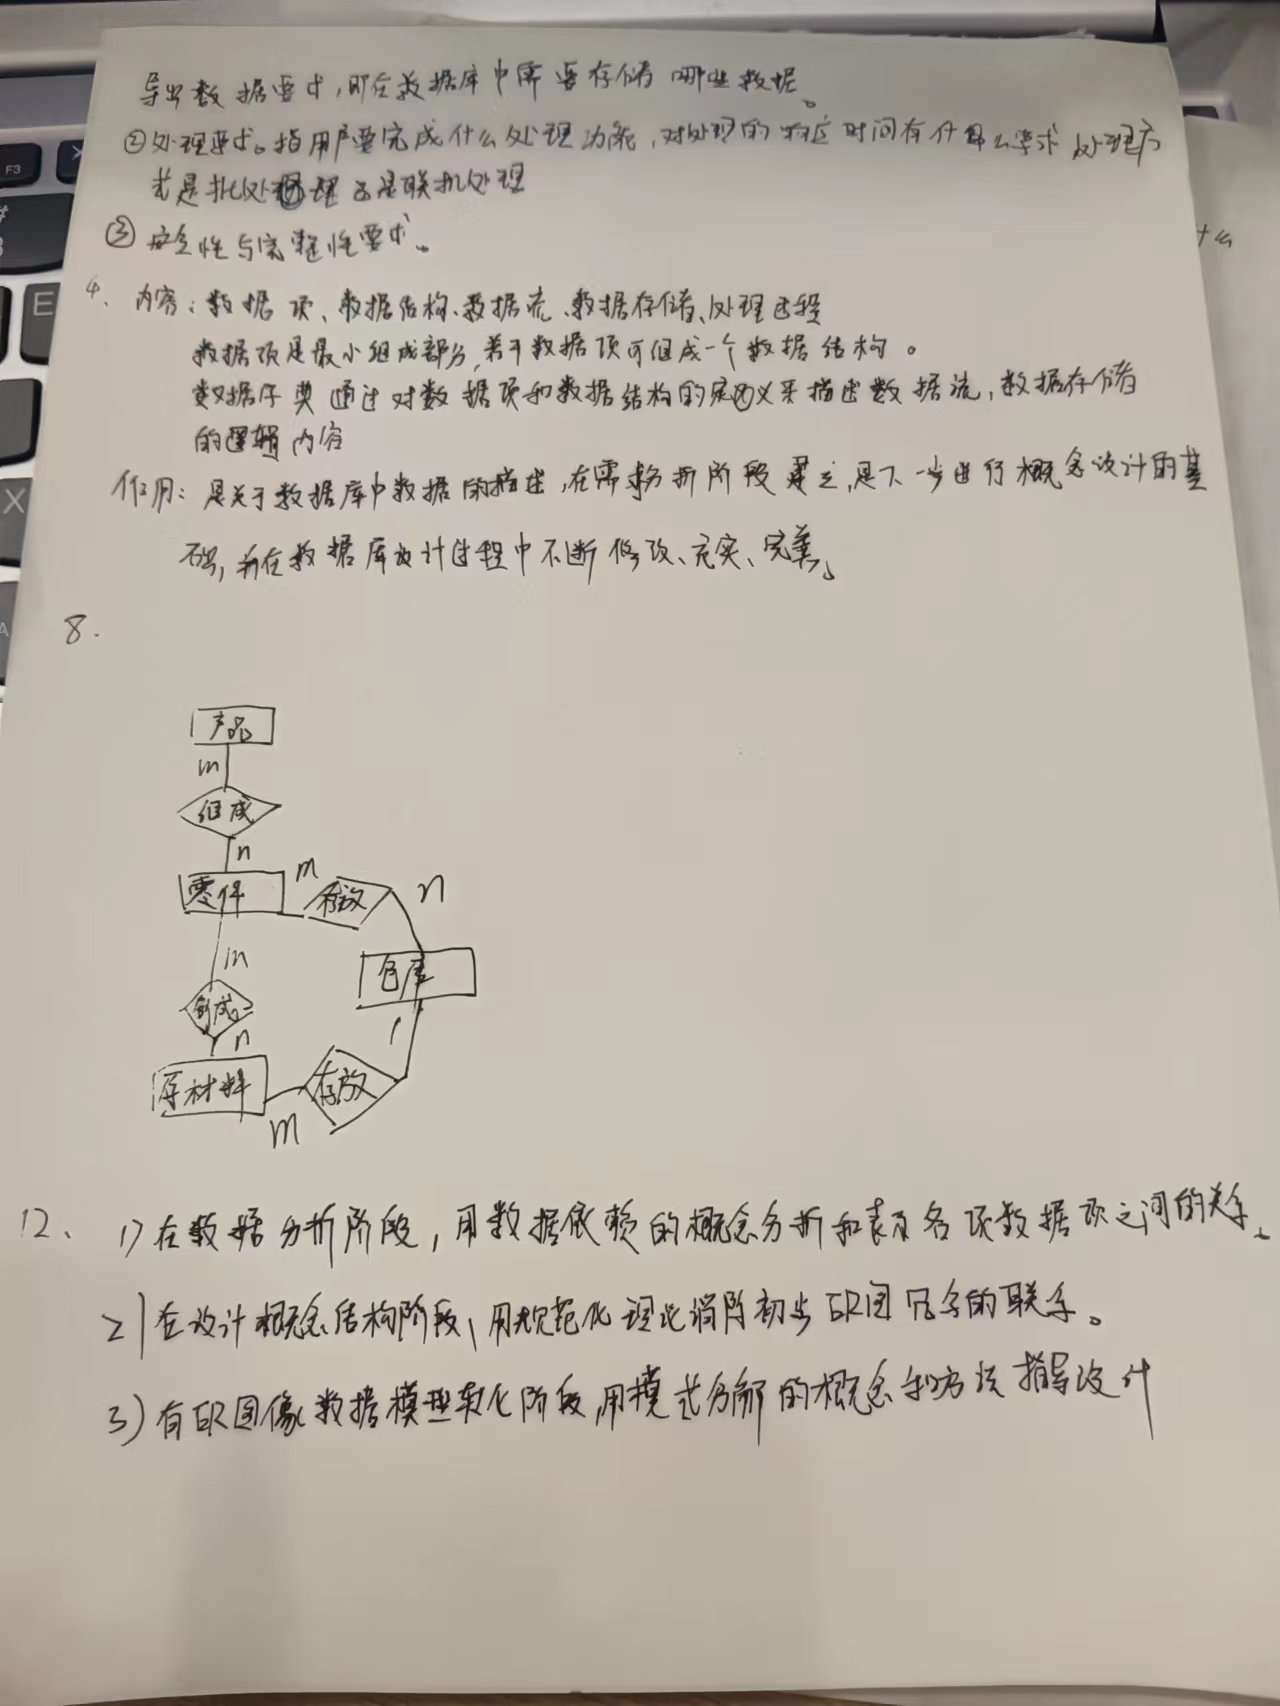 导出数据要求,即在数据库中需要存储哪些数据。
②处理要求。指用户要完成什么处理功能,对处理的响应时间有什么要求 处理方
式是批处理还是联机处理
③安全性与完整性要求。
4、内容:数据项、数据结构、数据流、数据存储、处理过程
数据项是最小组成部分,若干数据项可组成一个数据结构。
数据字典通过对数据项和数据结构的定义来描述数据流,数据存储
的逻辑内容
作用:是关于数据库中数据的描述,在需求分析阶段建立,是下一步进行概念设计的基
础,并在数据库设计过程中不断修改、充实、完善。
8.
产品
m
组成
n
零件 m 存放 n
m
仓库
制成
n
1
原材料
m
存放
12、1)在数据分析阶段,用数据依赖的概念分析和表示各项数据项之间的关系。
2)在设计概念结构阶段,用规范化理论消除初步ER图冗余的联系。
3)有ER图像数据模型转化阶段,用模式分解的概念和方法指导设计
F3
E
X
A